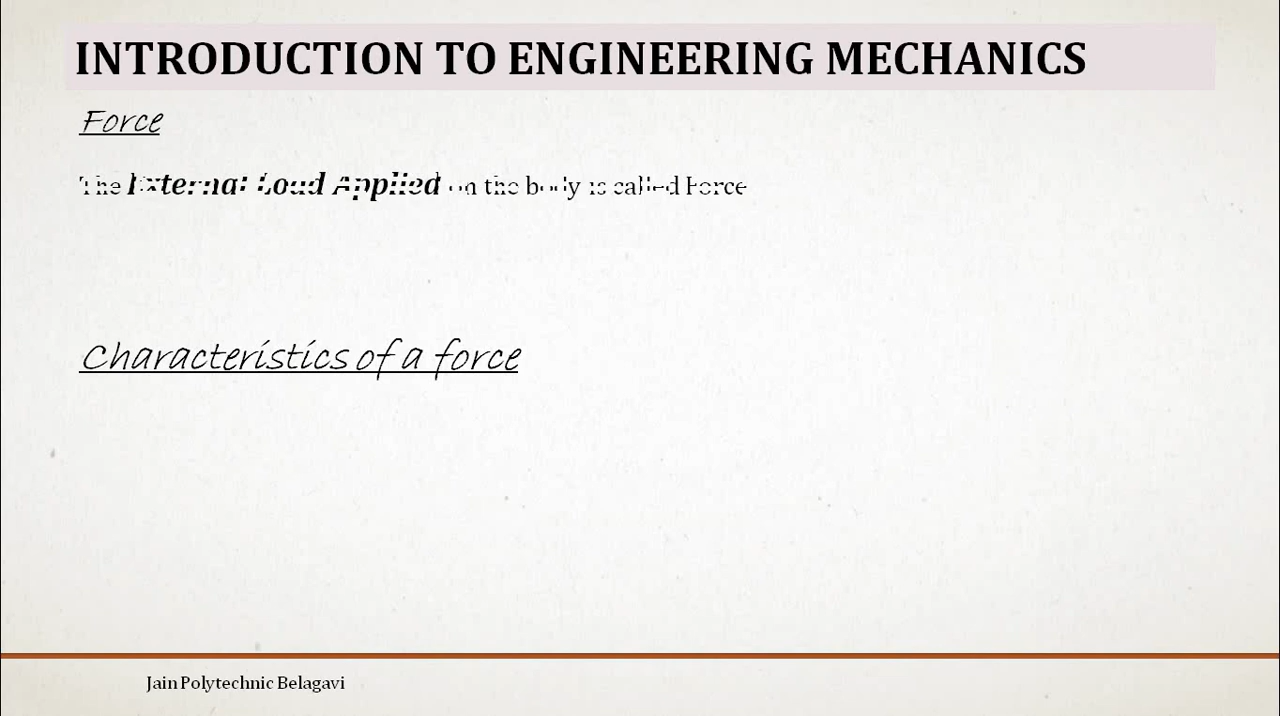 INTRODUCTION TO ENGINEERING MECHANICS
Force
The External Load Applied on the body is called Force
Characteristics of a force
Jain Polytechnic Belagavi